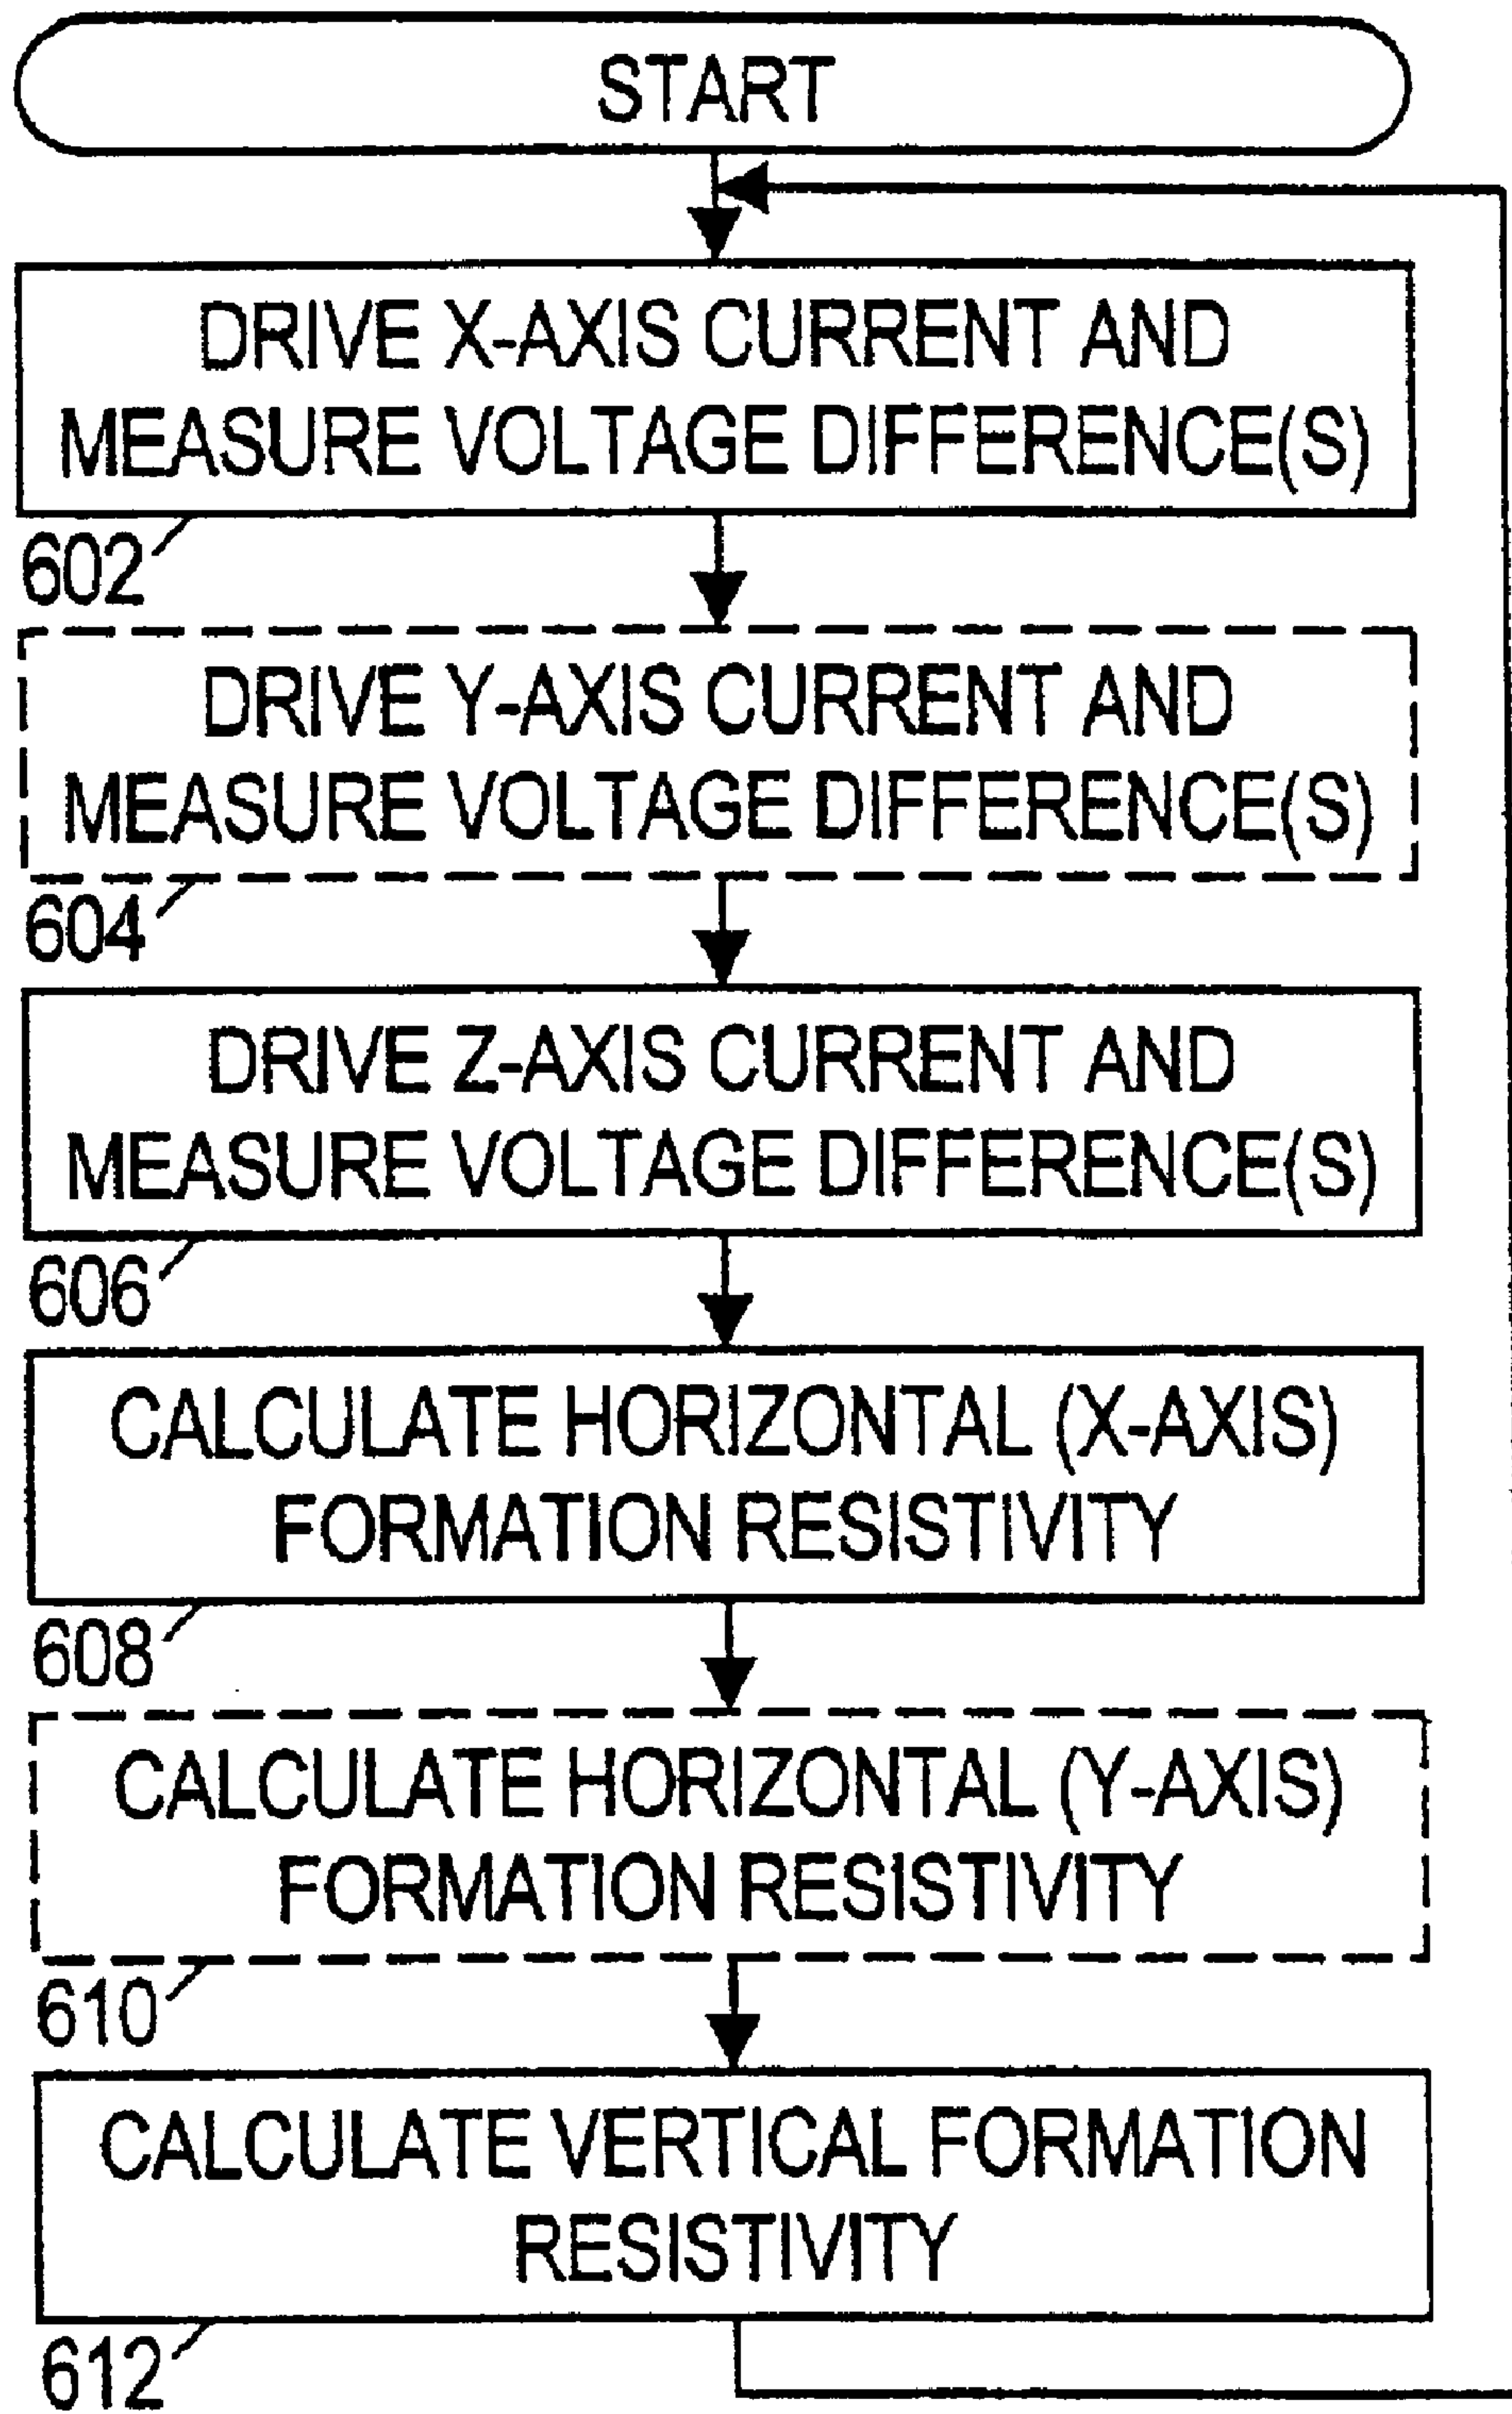 START
DRIVE X-AXIS CURRENT AND
MEASURE VOLTAGE DIFFERENCE(S)
602
DRIVE Y-AXIS CURRENT AND
MEASURE VOLTAGE DIFFERENCE(S)
604
DRIVE Z-AXIS CURRENT AND
MEASURE VOLTAGE DIFFERENCE(S)
606
CALCULATE HORIZONTAL (X-AXIS)
FORMATION RESISTIVITY
608
CALCULATE HORIZONTAL (Y-AXIS)
FORMATION RESISTIVITY
610
CALCULATE VERTICAL FORMATION
RESISTIVITY
612